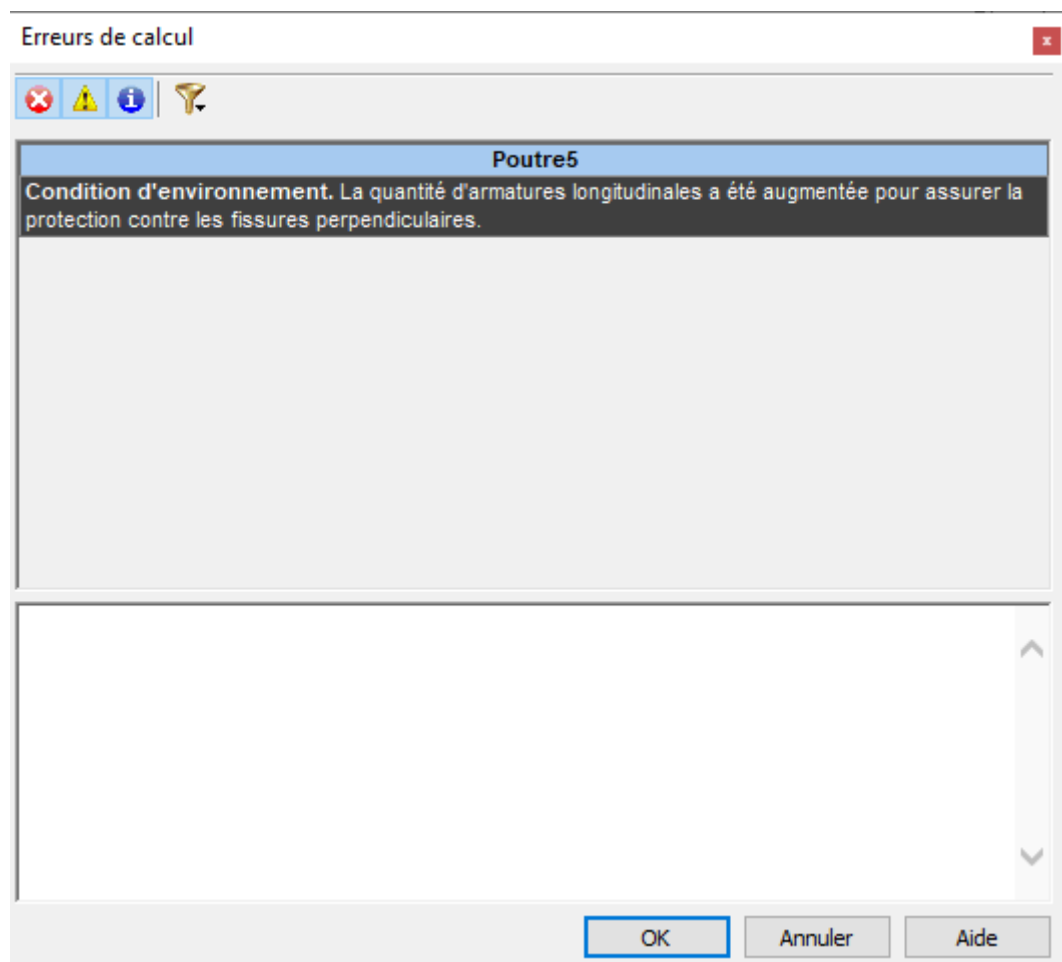 Erreurs de calcul
Poutre5
Condition d'environnement. La quantité d'armatures longitudinales a été augmentée pour assurer la
protection contre les fissures perpendiculaires.
OK
Annuler
Aide